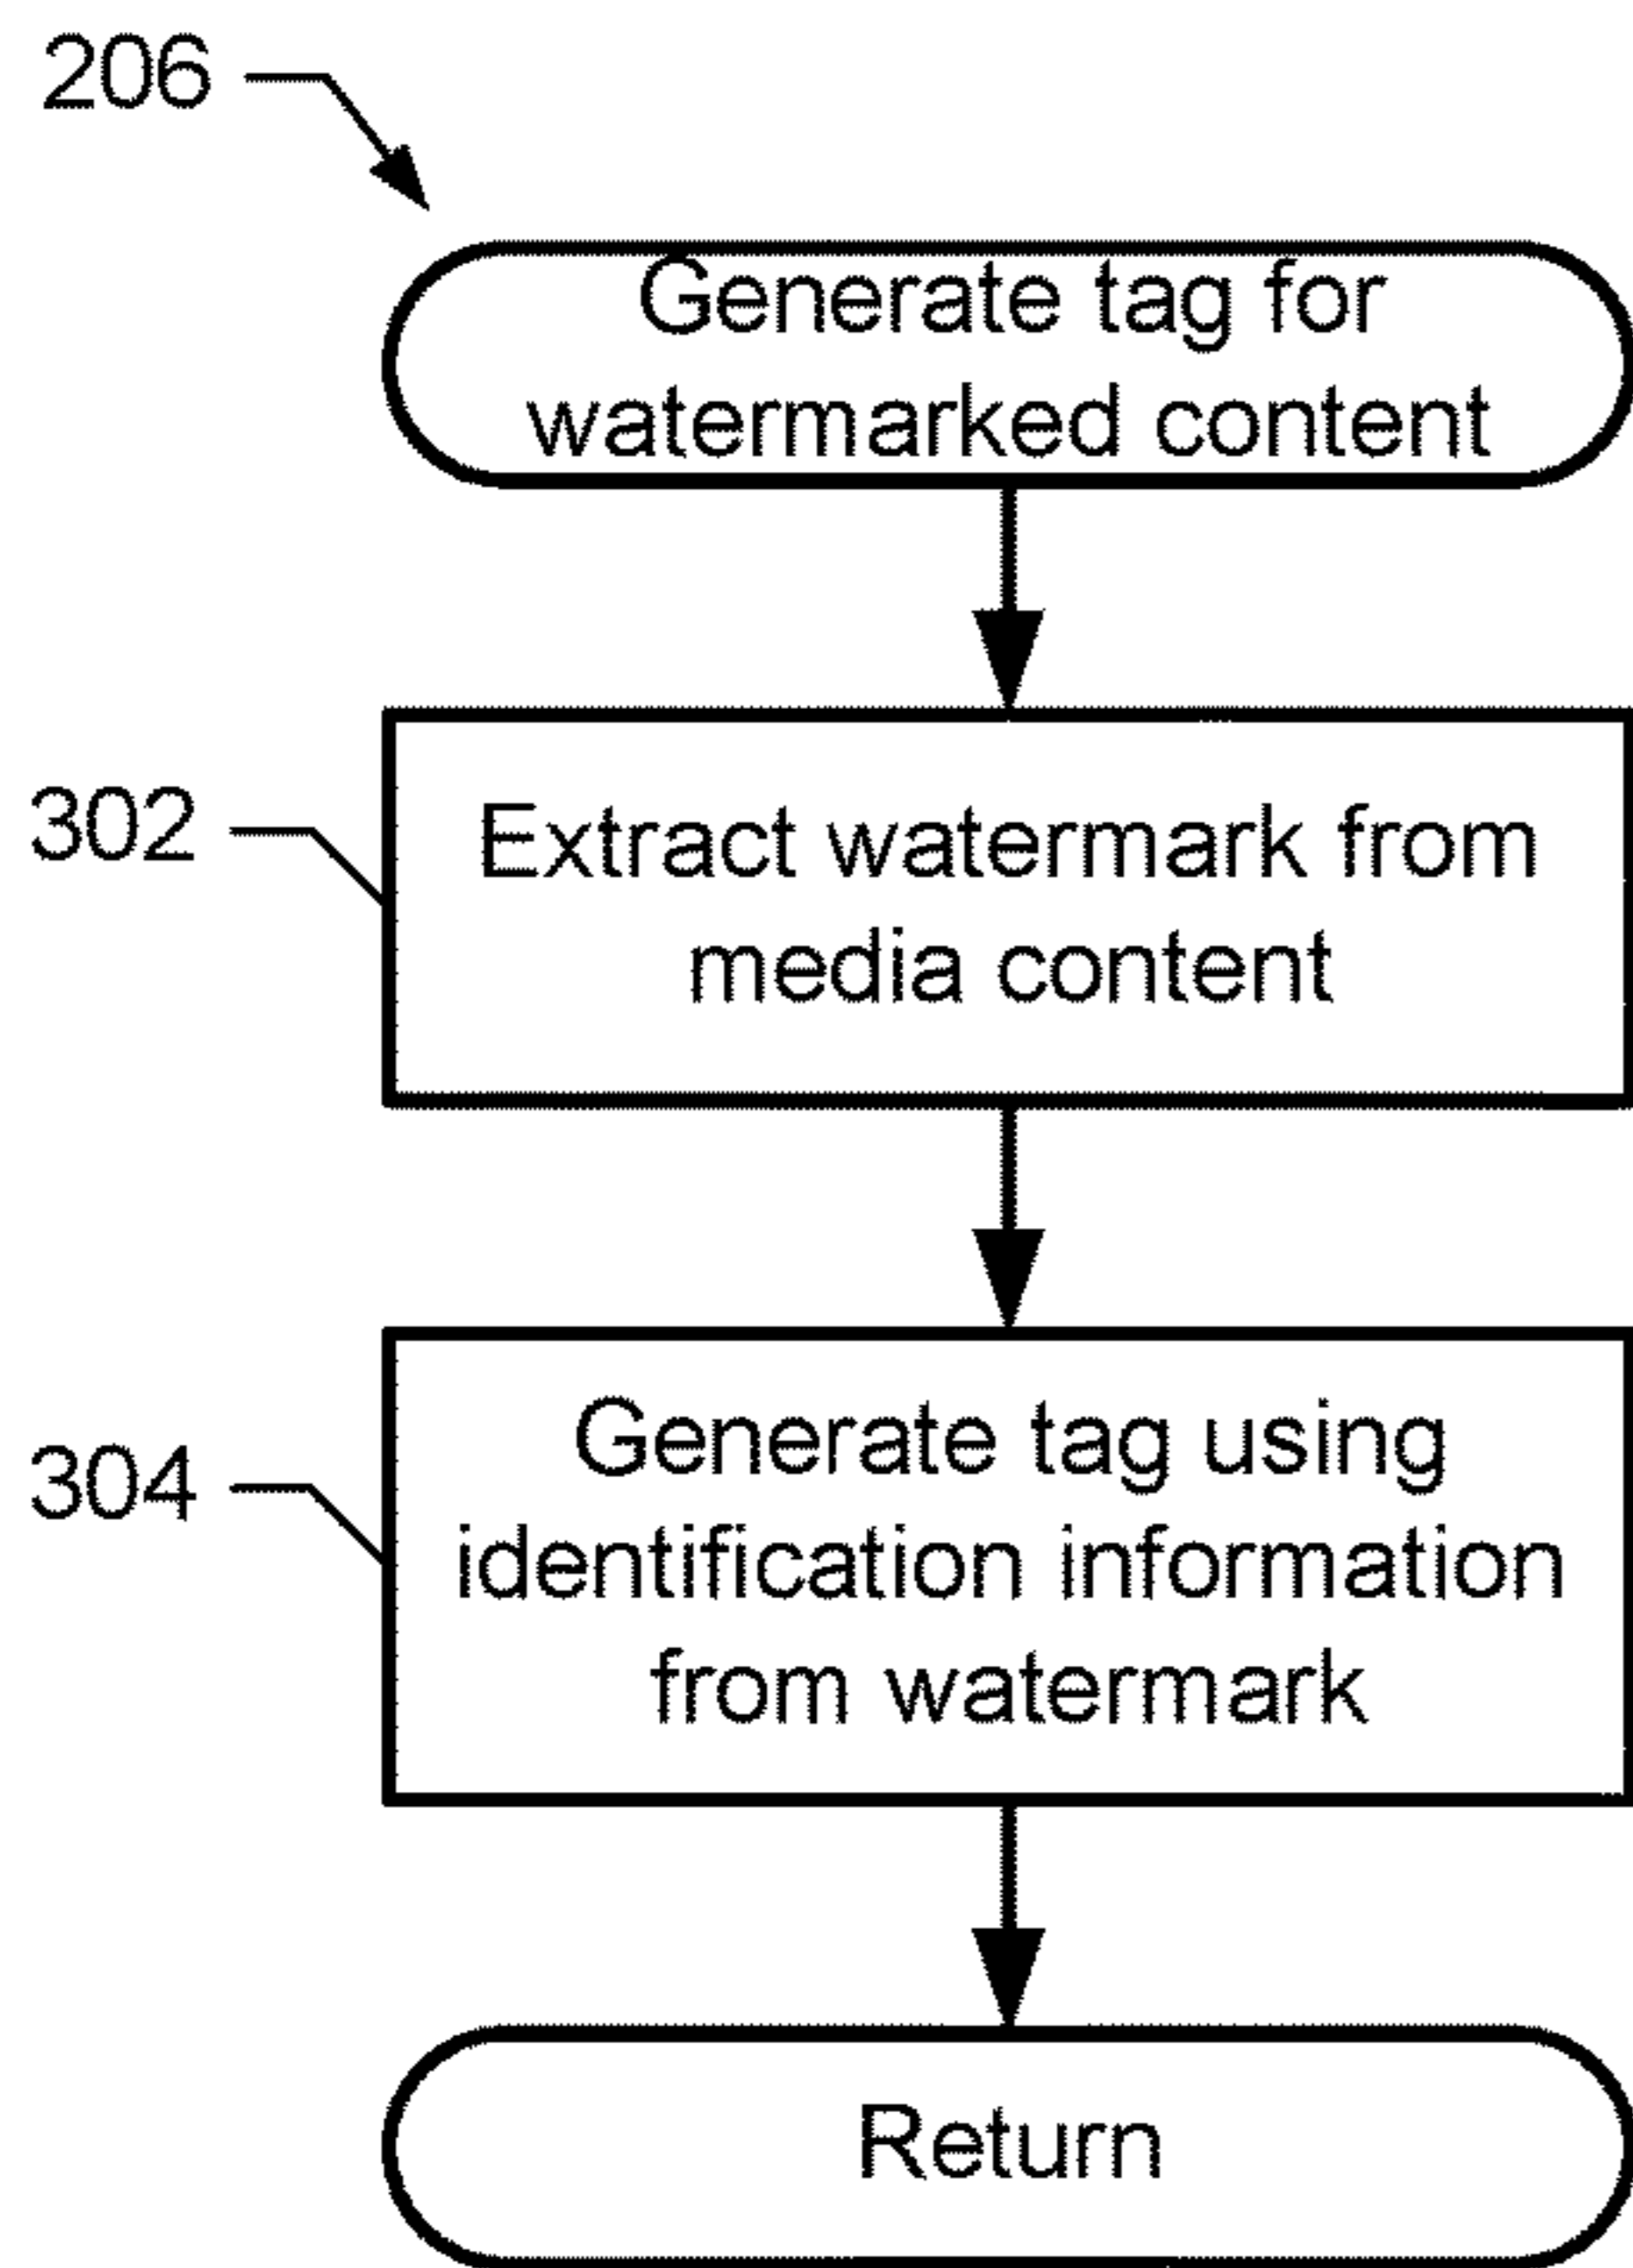 206
Generate tag for
watermarked content
302
Extract watermark from
media content
304
Generate tag using
identification information
from watermark
Return